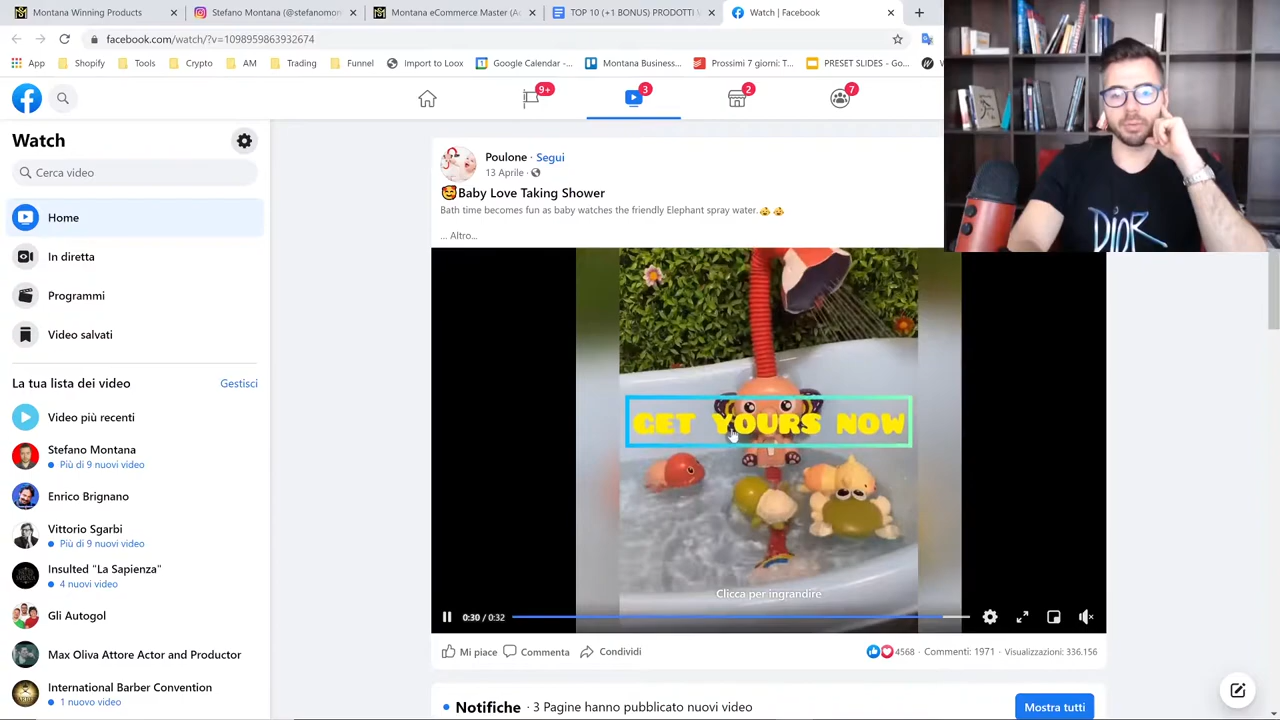 Montana Winning Products
Stefano Montana (@stefanomon
Montana eCommerce Master (Ac
TOP 10 (+1 BONUS) PRODOTTI V
Watch | Facebook
facebook.com/watch/?v=1098959863932674
App
Shopify
Tools
Crypto
AM
Trading
Funnel
Import to Loox
Google Calendar -...
Montana Business...
Prossimi 7 giorni: T...
PRESET SLIDES - Go...
9+
3
2
7
Watch
Cerca video
Home
In diretta
Programmi
Video salvati
La tua lista dei video
Gestisci
Video più recenti
Stefano Montana
Più di 9 nuovi video
Enrico Brignano
Vittorio Sgarbi
Più di 9 nuovi video
Insulted "La Sapienza"
4 nuovi video
Gli Autogol
Max Oliva Attore Actor and Productor
International Barber Convention
1 nuovo video
Poulone · Segui
13 Aprile ·
🥰Baby Love Taking Shower
Bath time becomes fun as baby watches the friendly Elephant spray water.
... Altro...
GET YOURS NOW
Clicca per ingrandire
0:30 / 0:32
Mi piace
Commenta
Condividi
4568 · Commenti: 1971 · Visualizzazioni: 336.156
Notifiche · 3 Pagine hanno pubblicato nuovi video
Mostra tutti
DIOR